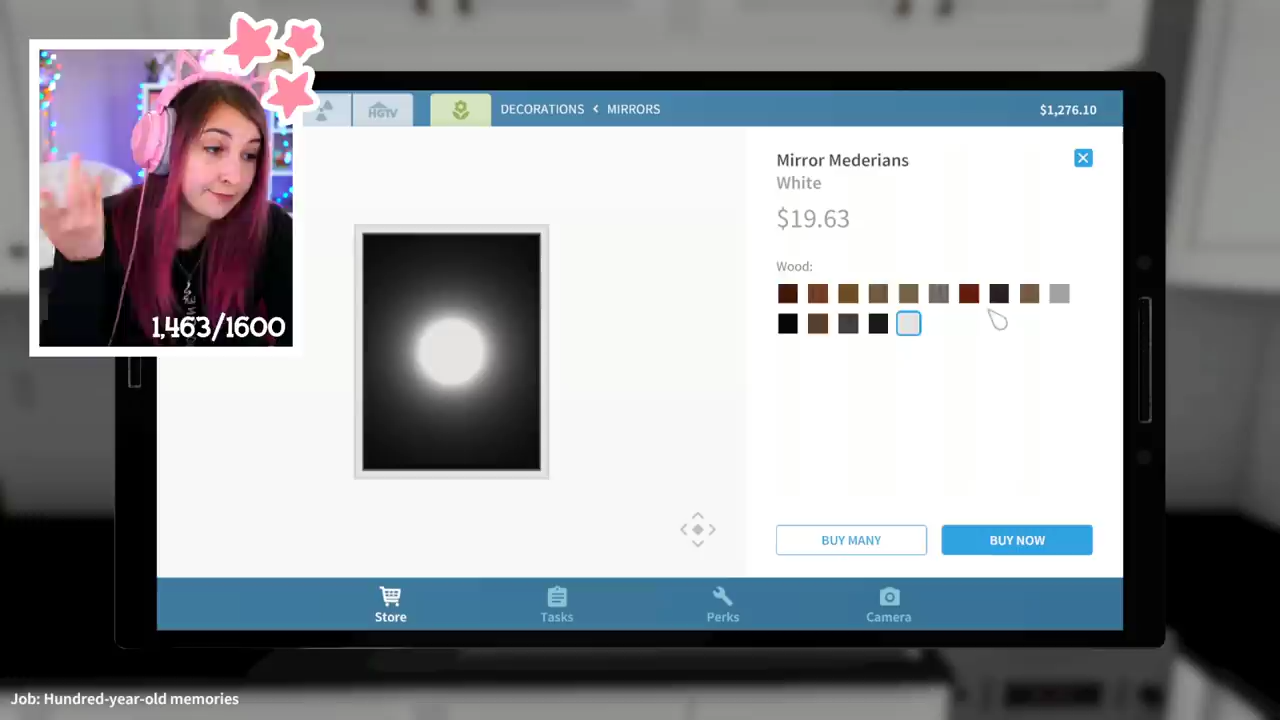 1,463/1600
HGTV
DECORATIONS < MIRRORS
$1,276.10
Mirror Mederians
White
$19.63
Wood:
BUY MANY
BUY NOW
Store
Tasks
Perks
Camera
Job: Hundred-year-old memories